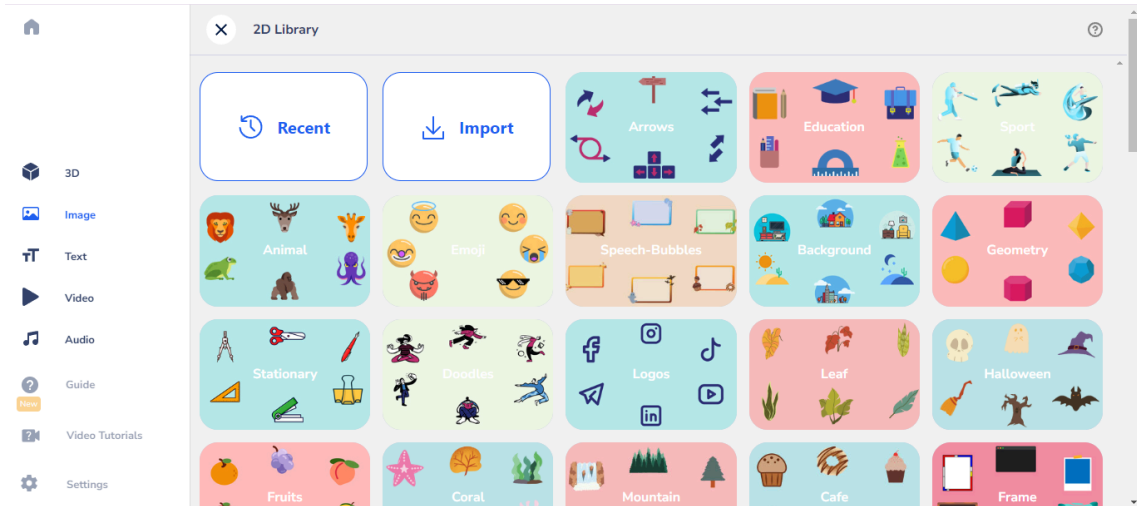 2D Library
3D
Image
Text
Video
Audio
Guide
New
Video Tutorials
Settings
Recent
Import
Arrows
Education
Sport
Animal
Emoji
Speech-Bubbles
Background
Geometry
Stationary
Doodles
Logos
Leaf
Halloween
Fruits
Coral
Mountain
Cafe
Frame